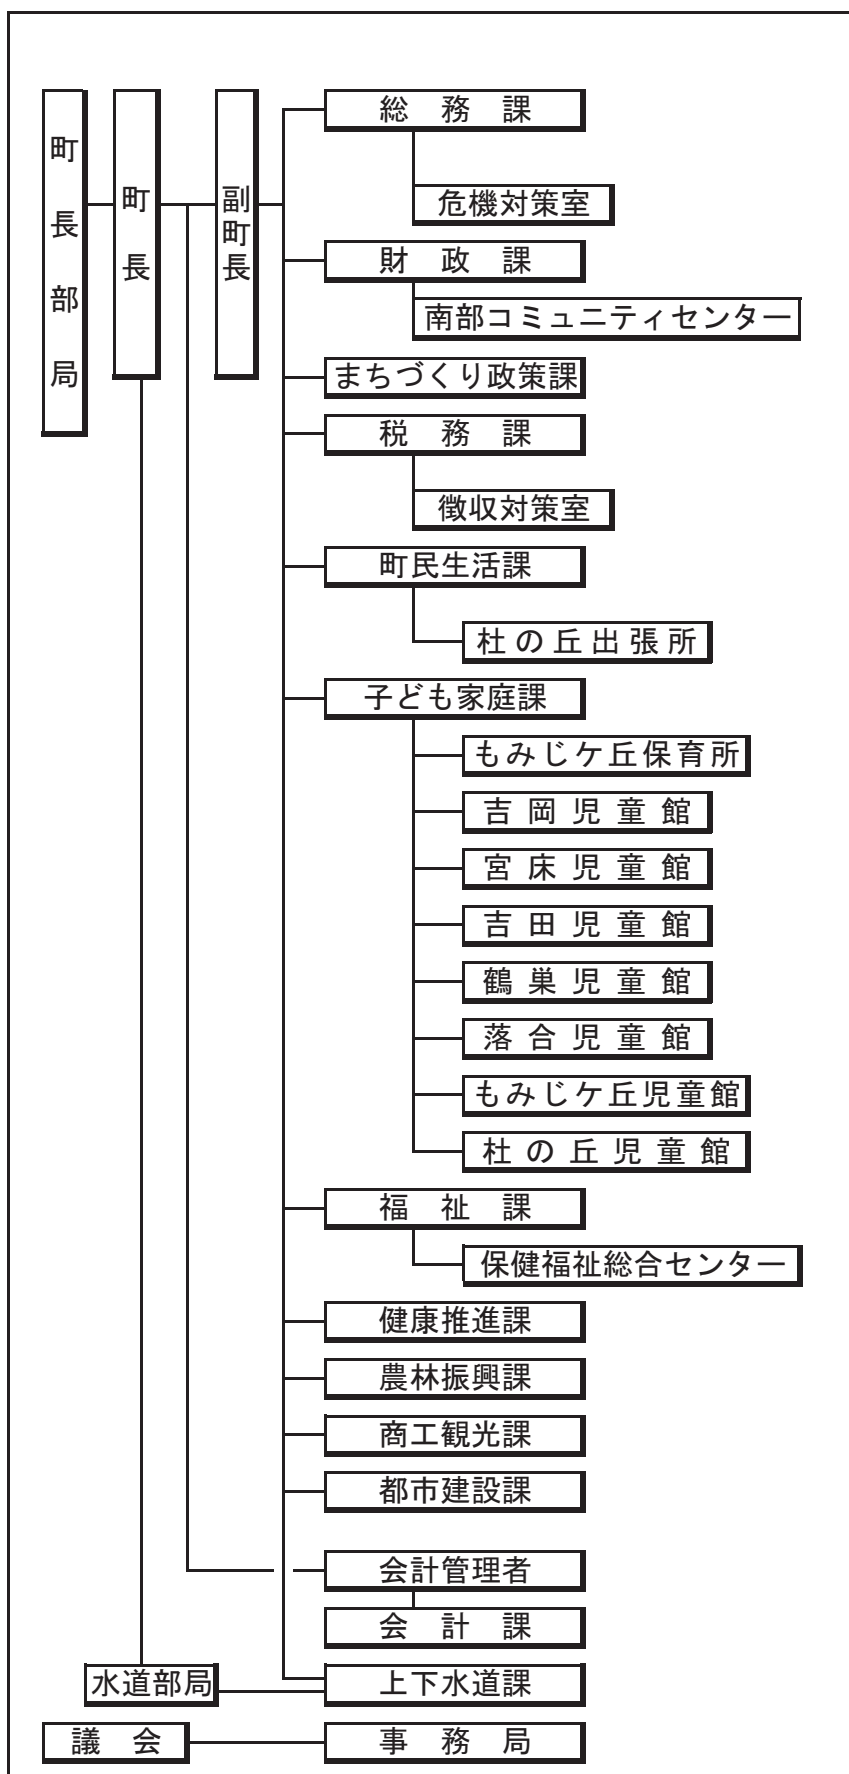 町長部局
町長
副町長
総務課
危機対策室
財政課
南部コミュニティセンター
まちづくり政策課
税務課
徴収対策室
町民生活課
杜の丘出張所
子ども家庭課
もみじケ丘保育所
吉岡児童館
宮床児童館
吉田児童館
鶴巣児童館
落合児童館
もみじケ丘児童館
杜の丘児童館
福祉課
保健福祉総合センター
健康推進課
農林振興課
商工観光課
都市建設課
会計管理者
会計課
水道部局
上下水道課
議会
事務局